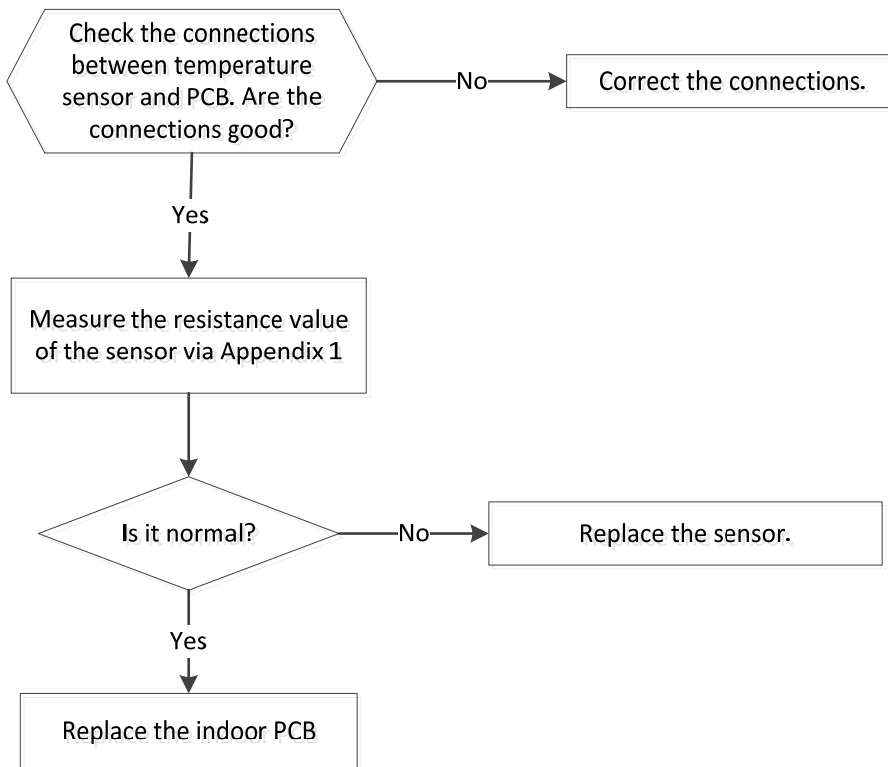 Check the connections
between temperature
sensor and PCB. Are the
connections good?
No
Correct the connections.
Yes
Measure the resistance value
of the sensor via Appendix 1
Is it normal?
No
Replace the sensor.
Yes
Replace the indoor PCB